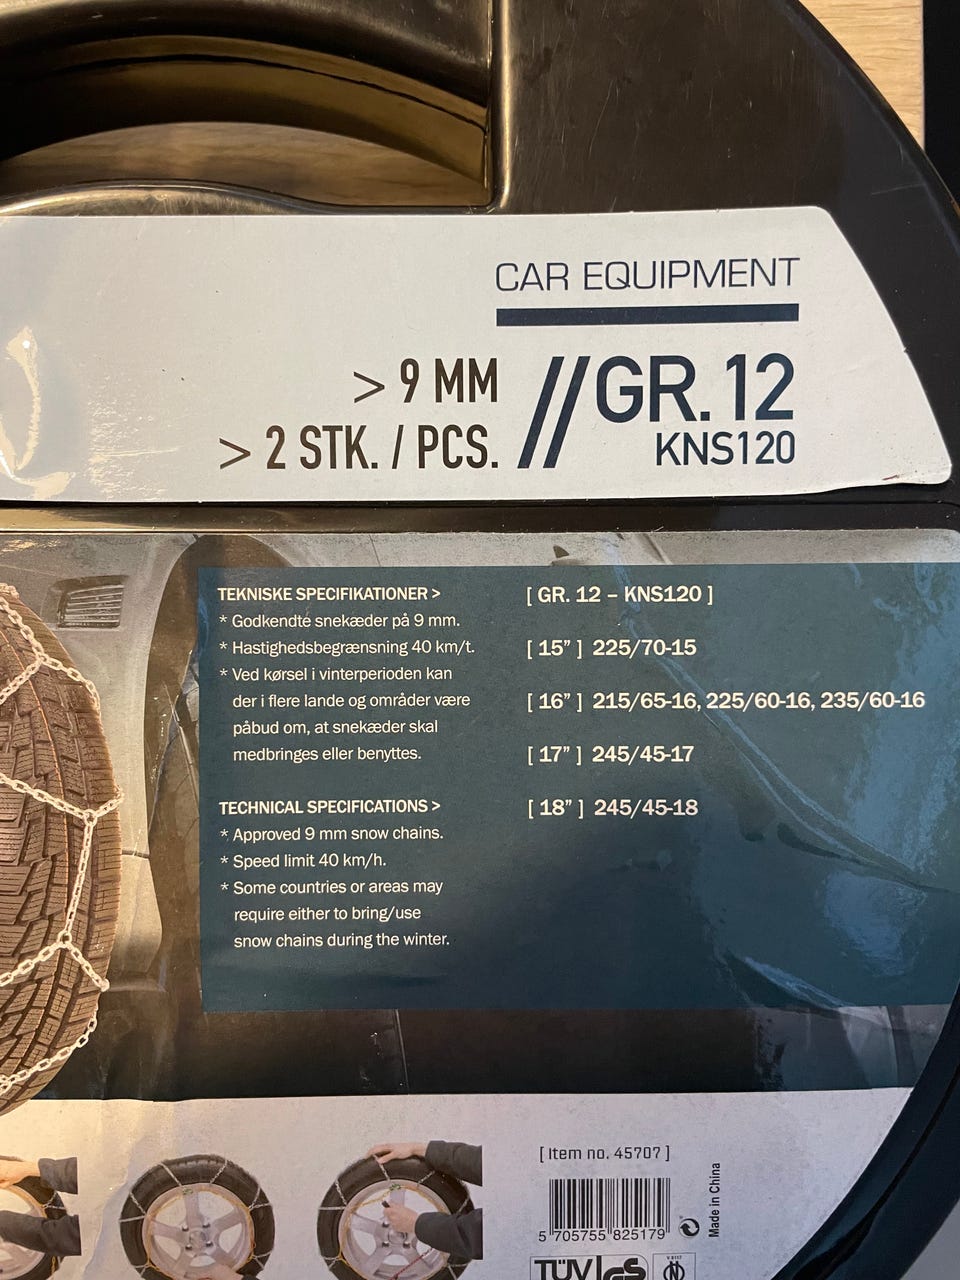 CAR EQUIPMENT
> 9 MM
> 2 STK. / PCS.
//GR. 12
KNS120
TEKNISKE SPECIFIKATIONER >
* Godkendte snekæder på 9 mm.
* Hastighedsbegrænsning 40 km/t.
* Ved kørsel i vinterperioden kan
der i flere lande og områder være
påbud om, at snekæder skal
medbringes eller benyttes.
TECHNICAL SPECIFICATIONS >
* Approved 9 mm snow chains.
* Speed limit 40 km/h.
* Some countries or areas may
require either to bring/use
snow chains during the winter.
[ GR. 12 – KNS120 ]
[ 15” ] 225/70-15
[ 16” ] 215/65-16, 225/60-16, 235/60-16
[ 17” ] 245/45-17
[ 18” ] 245/45-18
[ Item no. 45707 ]
5 705755 825179
Made in China
TÜV GS
V 5117